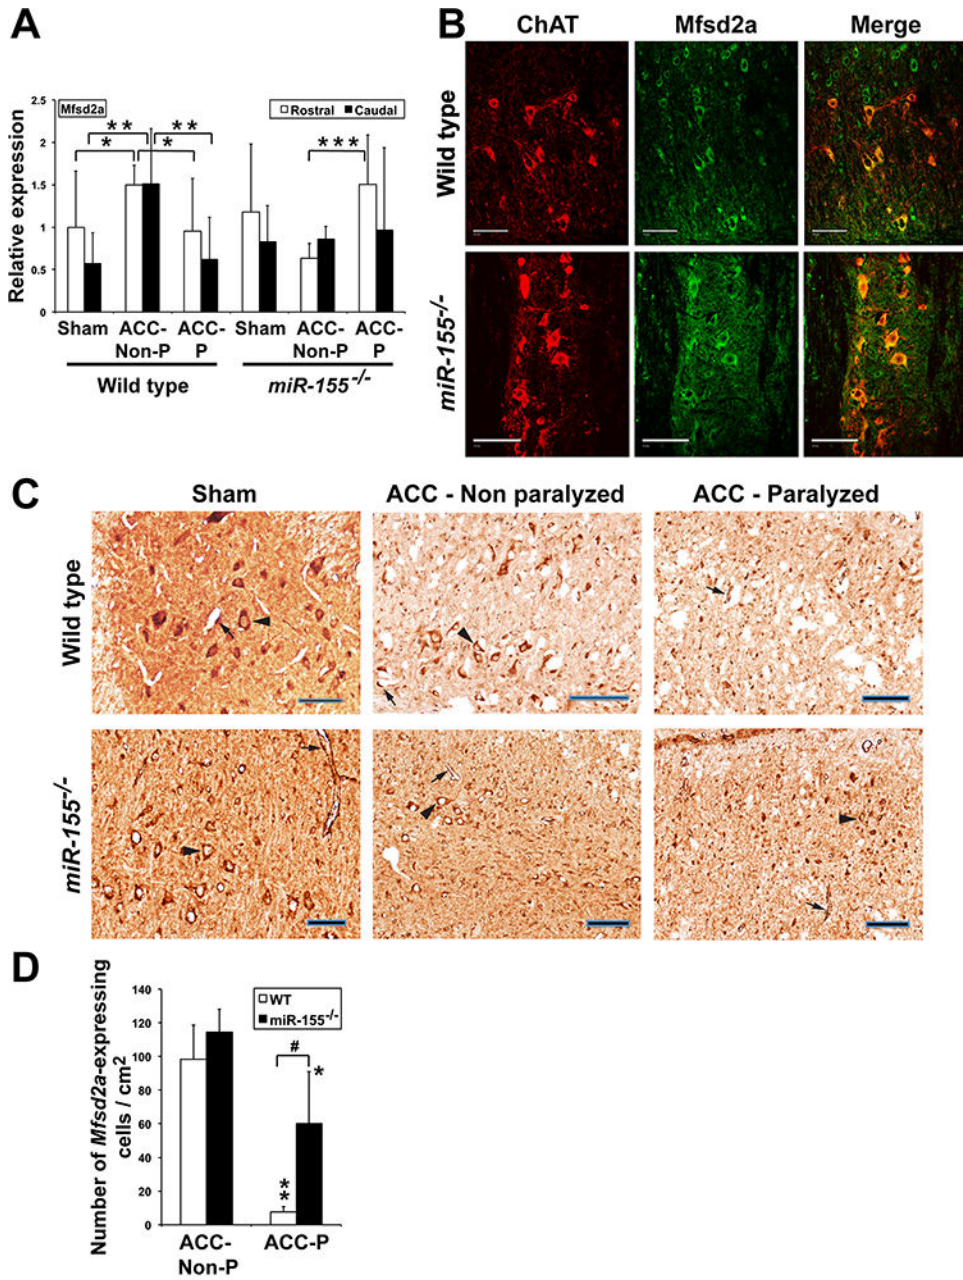 A
Mfsd2a
Rostral Caudal
Relative expression
2.5
2
1.5
1
0.5
0
* *
*
* *
*
* * *
Sham
ACC-
Non-P
ACC-
P
Sham
ACC-
Non-P
ACC-
P
Wild type
miR-155-/-
B
ChAT
Mfsd2a
Merge
Wild type
miR-155-/-
C
Sham
ACC - Non paralyzed
ACC - Paralyzed
Wild type
miR-155-/-
D
Number of Mfsd2a-expressing
cells / cm2
140
120
100
80
60
40
20
0
WT
miR-155-/-
#
*
**
ACC-
Non-P
ACC-P